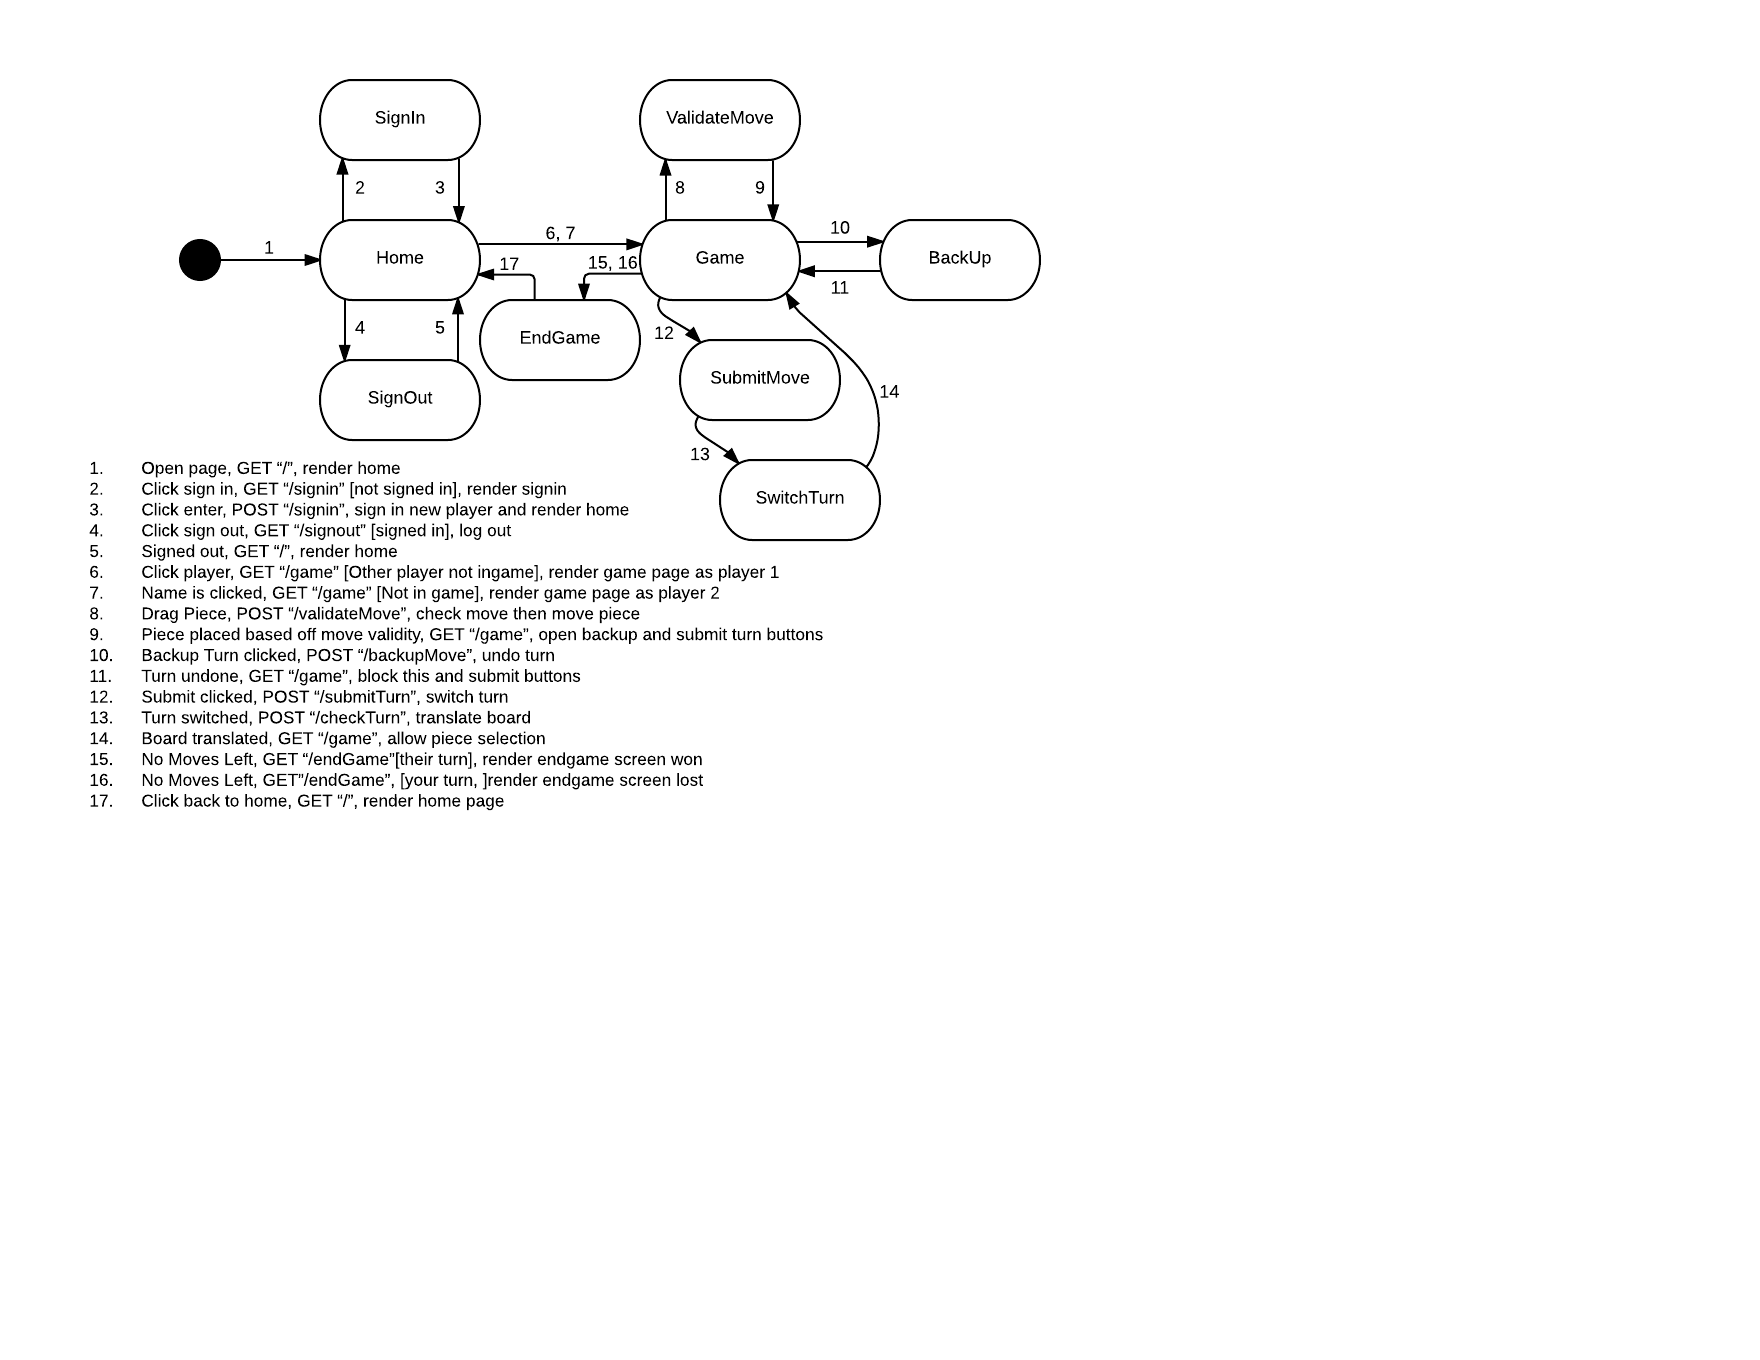 SignIn
ValidateMove
2
3
8
9
1
Home
6, 7
Game
10
BackUp
17
15, 16
11
4
5
EndGame
12
SubmitMove
14
SignOut
13
SwitchTurn
1. Open page, GET “/”, render home
2. Click sign in, GET “/signin” [not signed in], render signin
3. Click enter, POST “/signin”, sign in new player and render home
4. Click sign out, GET “/signout” [signed in], log out
5. Signed out, GET “/”, render home
6. Click player, GET “/game” [Other player not ingame], render game page as player 1
7. Name is clicked, GET “/game” [Not in game], render game page as player 2
8. Drag Piece, POST “/validateMove”, check move then move piece
9. Piece placed based off move validity, GET “/game”, open backup and submit turn buttons
10. Backup Turn clicked, POST “/backupMove”, undo turn
11. Turn undone, GET “/game”, block this and submit buttons
12. Submit clicked, POST “/submitTurn”, switch turn
13. Turn switched, POST “/checkTurn”, translate board
14. Board translated, GET “/game”, allow piece selection
15. No Moves Left, GET “/endGame”[their turn], render endgame screen won
16. No Moves Left, GET”/endGame”, [your turn, ]render endgame screen lost
17. Click back to home, GET “/”, render home page